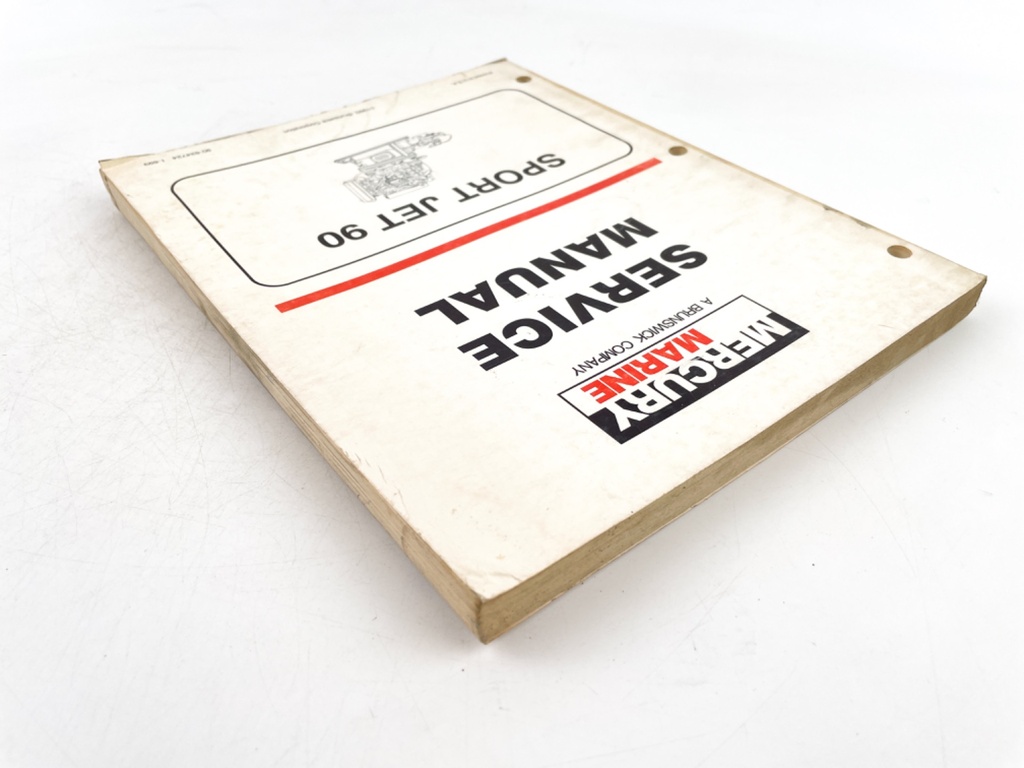 MERCURY
MARINE
A BRUNSWICK COMPANY
SERVICE
MANUAL
SPORT JET 90